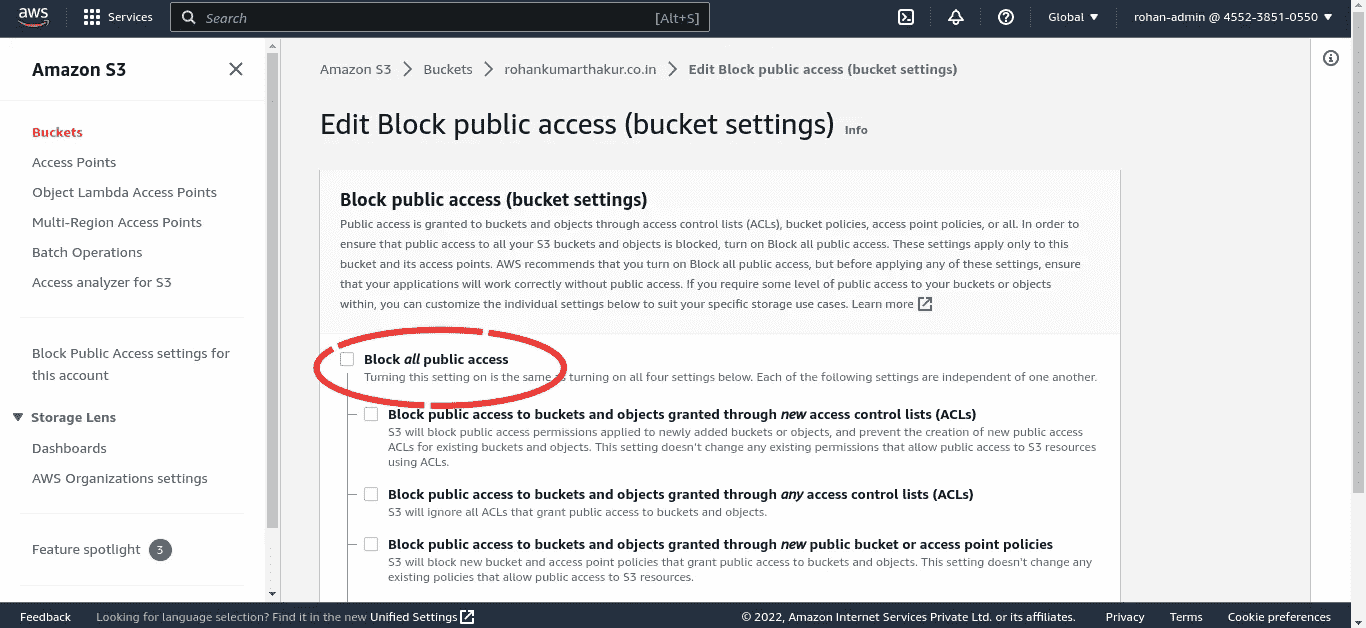 aws
Services
Search
[Alt+S]
Global
rohan-admin @ 4552-3851-0550
Amazon S3
Buckets
Access Points
Object Lambda Access Points
Multi-Region Access Points
Batch Operations
Access analyzer for S3
Block Public Access settings for
this account
Storage Lens
Dashboards
AWS Organizations settings
Feature spotlight 3
Amazon S3 > Buckets > rohankumarthakur.co.in > Edit Block public access (bucket settings)
Edit Block public access (bucket settings) Info
Block public access (bucket settings)
Public access is granted to buckets and objects through access control lists (ACLs), bucket policies, access point policies, or all. In order to
ensure that public access to all your S3 buckets and objects is blocked, turn on Block all public access. These settings apply only to this
bucket and its access points. AWS recommends that you turn on Block all public access, but before applying any of these settings, ensure
that your applications will work correctly without public access. If you require some level of public access to your buckets or objects
within, you can customize the individual settings below to suit your specific storage use cases. Learn more
Block all public access
Turning this setting on is the same as turning on all four settings below. Each of the following settings are independent of one another.
Block public access to buckets and objects granted through new access control lists (ACLs)
S3 will block public access permissions applied to newly added buckets or objects, and prevent the creation of new public access
ACLs for existing buckets and objects. This setting doesn't change any existing permissions that allow public access to S3 resources
using ACLs.
Block public access to buckets and objects granted through any access control lists (ACLs)
S3 will ignore all ACLs that grant public access to buckets and objects.
Block public access to buckets and objects granted through new public bucket or access point policies
S3 will block new bucket and access point policies that grant public access to buckets and objects. This setting doesn't change any
existing policies that allow public access to S3 resources.
Feedback
Looking for language selection? Find it in the new Unified Settings
© 2022, Amazon Internet Services Private Ltd. or its affiliates.
Privacy
Terms
Cookie preferences